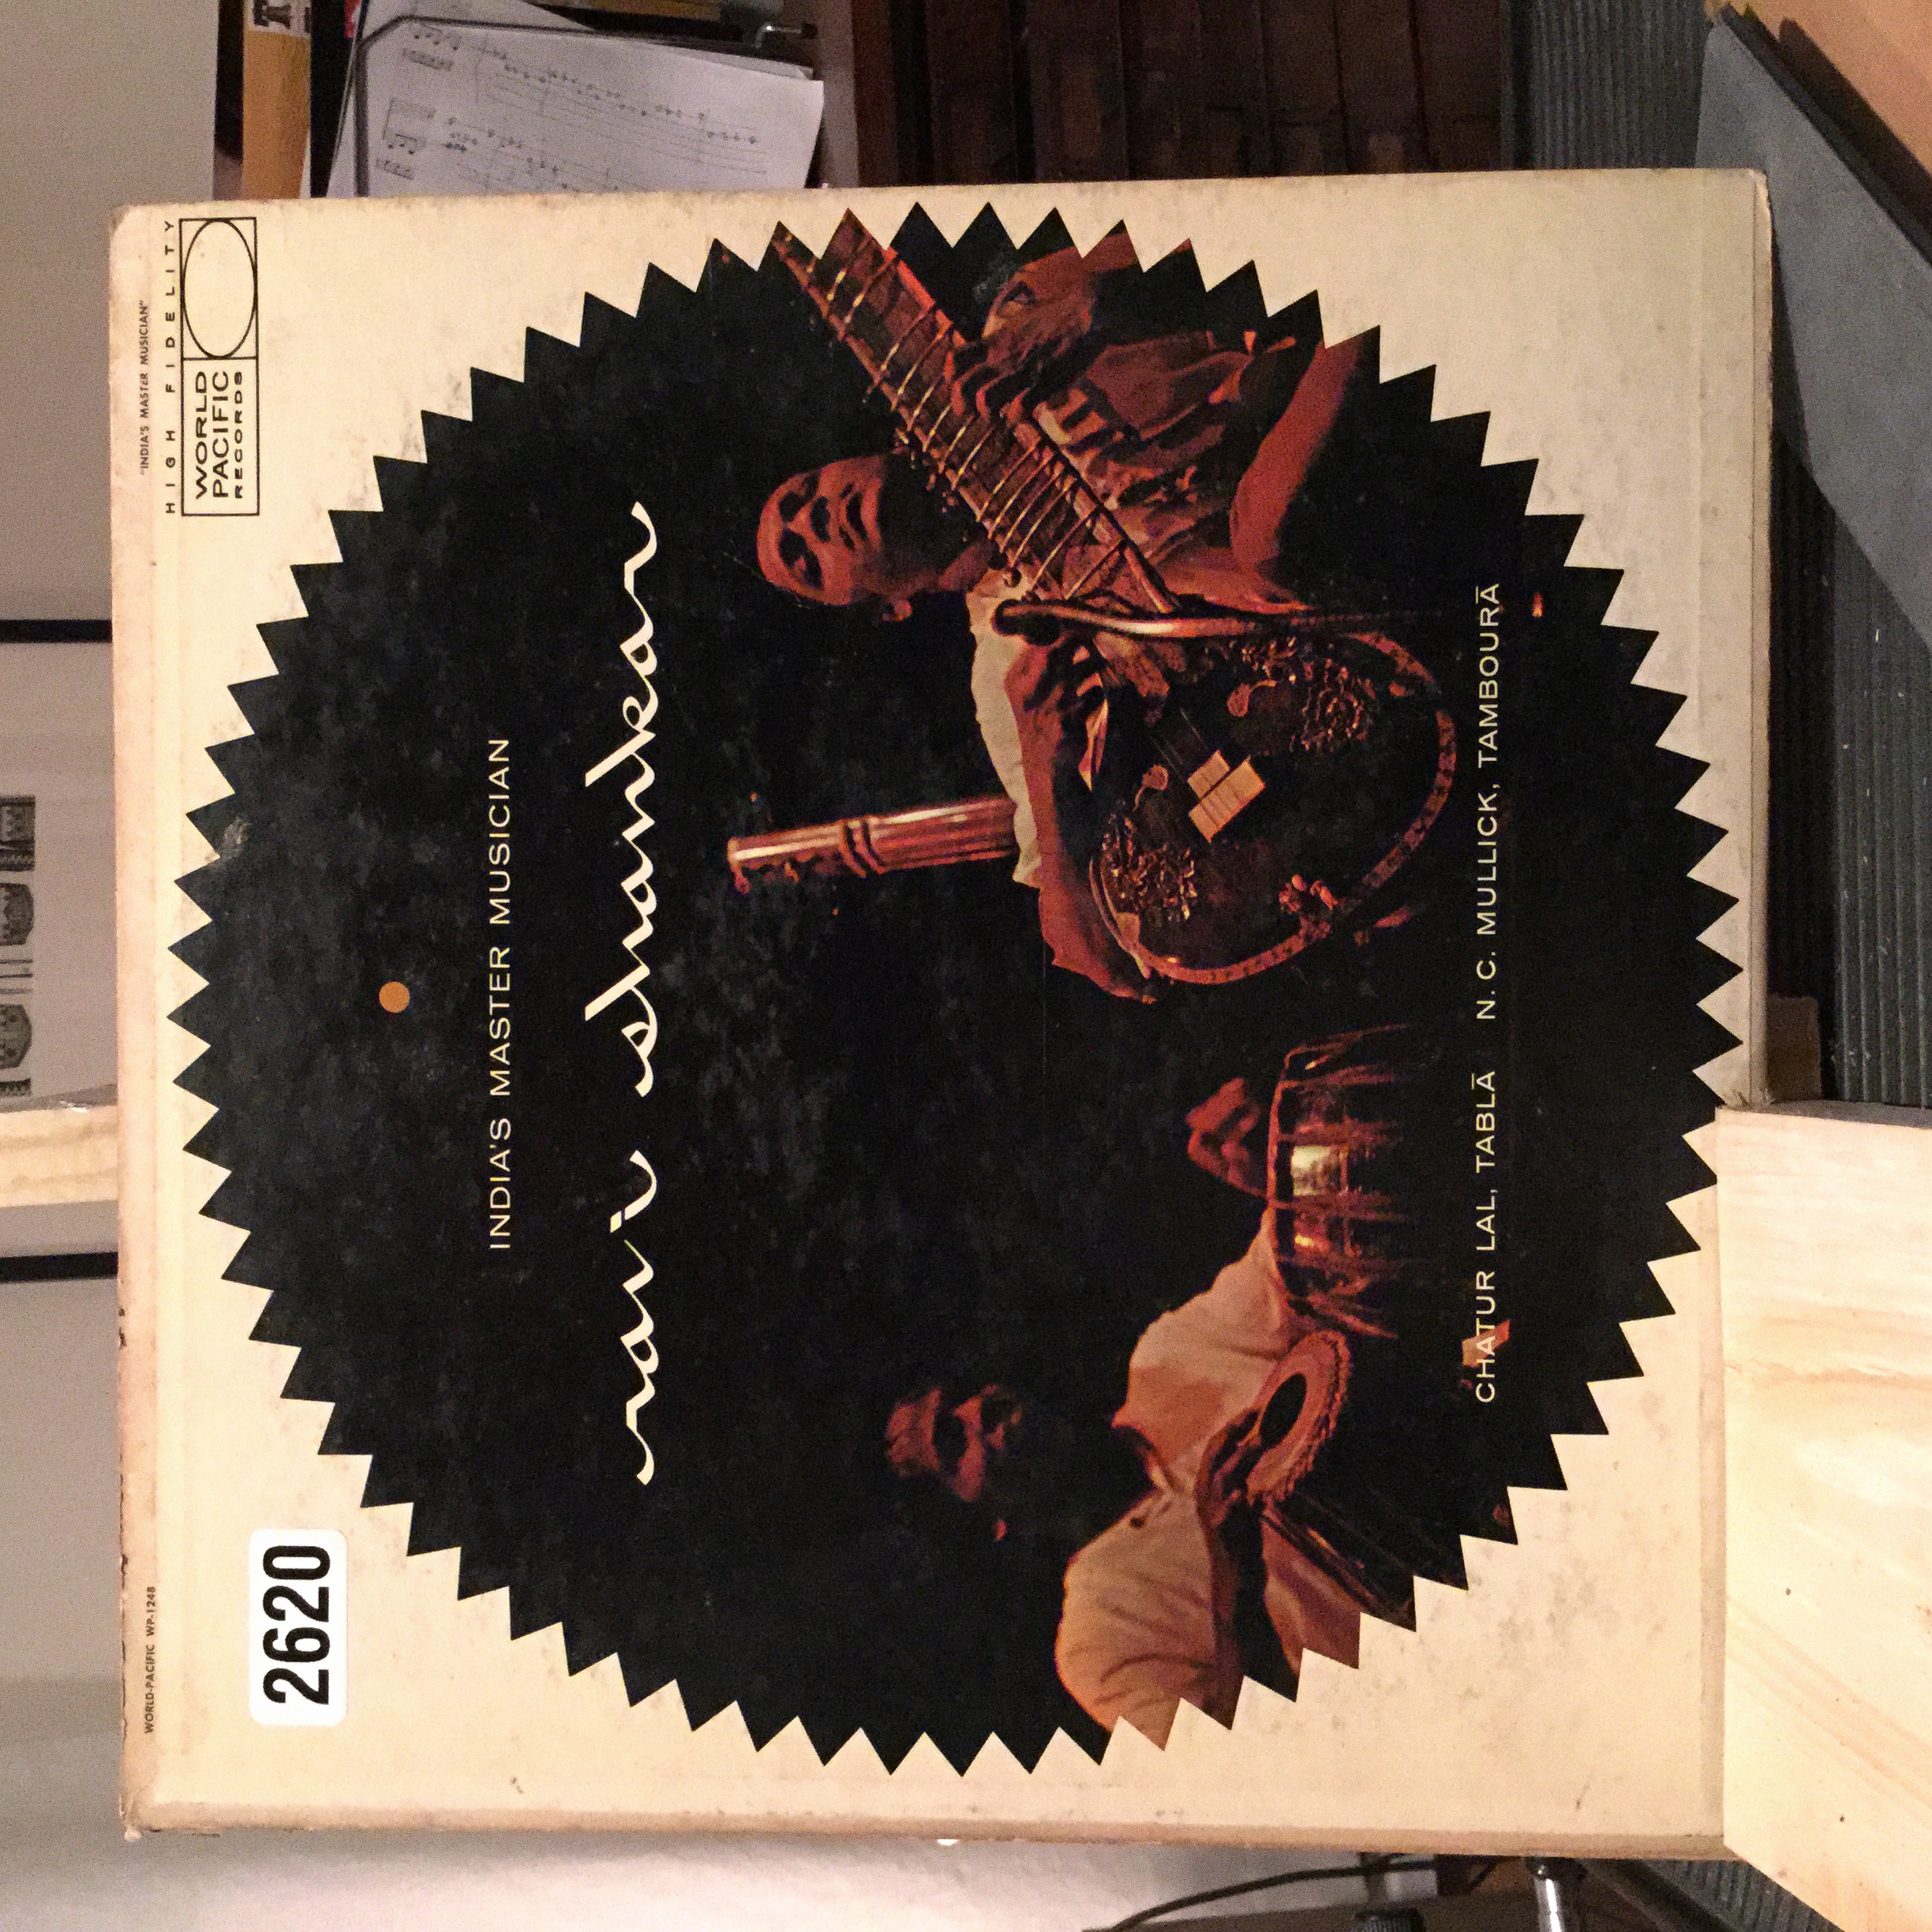 WORLD-PACIFIC WP-1248
"INDIA'S MASTER MUSICIAN"
HIGH FIDELITY
WORLD
PACIFIC
RECORDS
2620
INDIA'S MASTER MUSICIAN
ravi shankar
CHATUR LAL, TABLĀ N. C. MULLICK, TAMBOURĀ